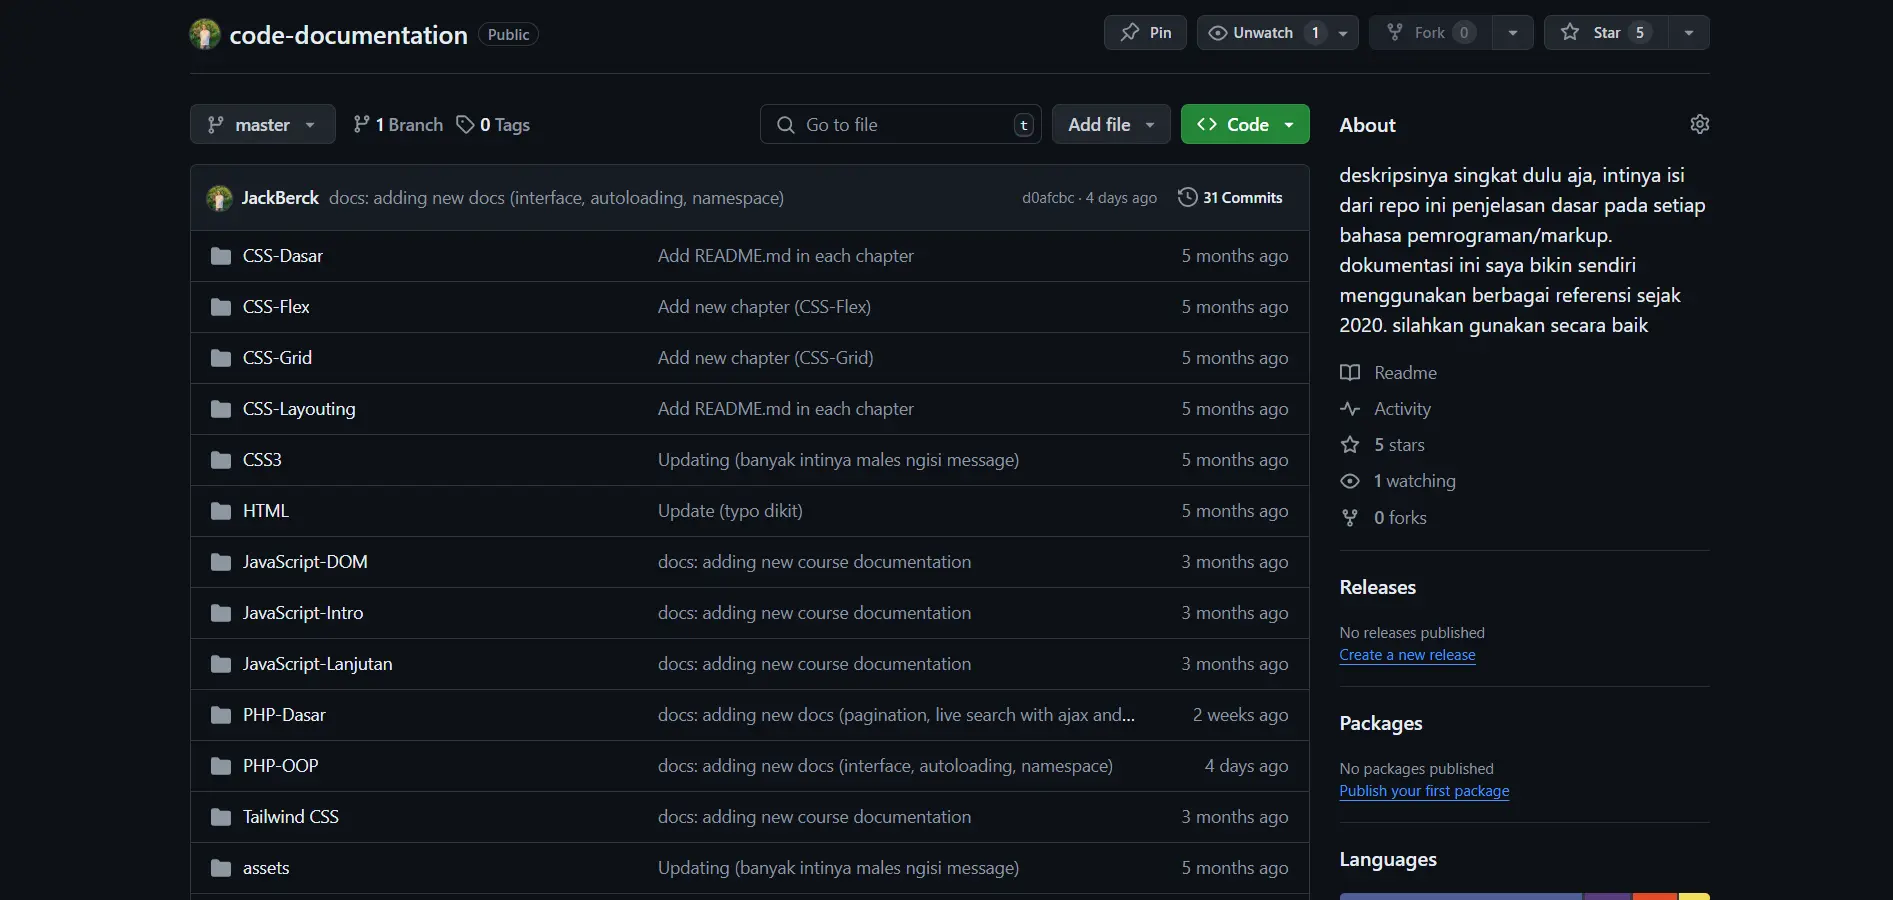 code-documentation Public
Pin Unwatch 1 Fork 0 Star 5
master 1 Branch 0 Tags Go to file t Add file Code
JackBerck docs: adding new docs (interface, autoloading, namespace) d0afcbc · 4 days ago 31 Commits
CSS-Dasar Add README.md in each chapter 5 months ago
CSS-Flex Add new chapter (CSS-Flex) 5 months ago
CSS-Grid Add new chapter (CSS-Grid) 5 months ago
CSS-Layouting Add README.md in each chapter 5 months ago
CSS3 Updating (banyak intinya males ngisi message) 5 months ago
HTML Update (typo dikit) 5 months ago
JavaScript-DOM docs: adding new course documentation 3 months ago
JavaScript-Intro docs: adding new course documentation 3 months ago
JavaScript-Lanjutan docs: adding new course documentation 3 months ago
PHP-Dasar docs: adding new docs (pagination, live search with ajax and... 2 weeks ago
PHP-OOP docs: adding new docs (interface, autoloading, namespace) 4 days ago
Tailwind CSS docs: adding new course documentation 3 months ago
assets Updating (banyak intinya males ngisi message) 5 months ago
About
deskripsinya singkat dulu aja, intinya isi
dari repo ini penjelasan dasar pada setiap
bahasa pemrograman/markup.
dokumentasi ini saya bikin sendiri
menggunakan berbagai referensi sejak
2020. silahkan gunakan secara baik
Readme
Activity
5 stars
1 watching
0 forks
Releases
No releases published
Create a new release
Packages
No packages published
Publish your first package
Languages